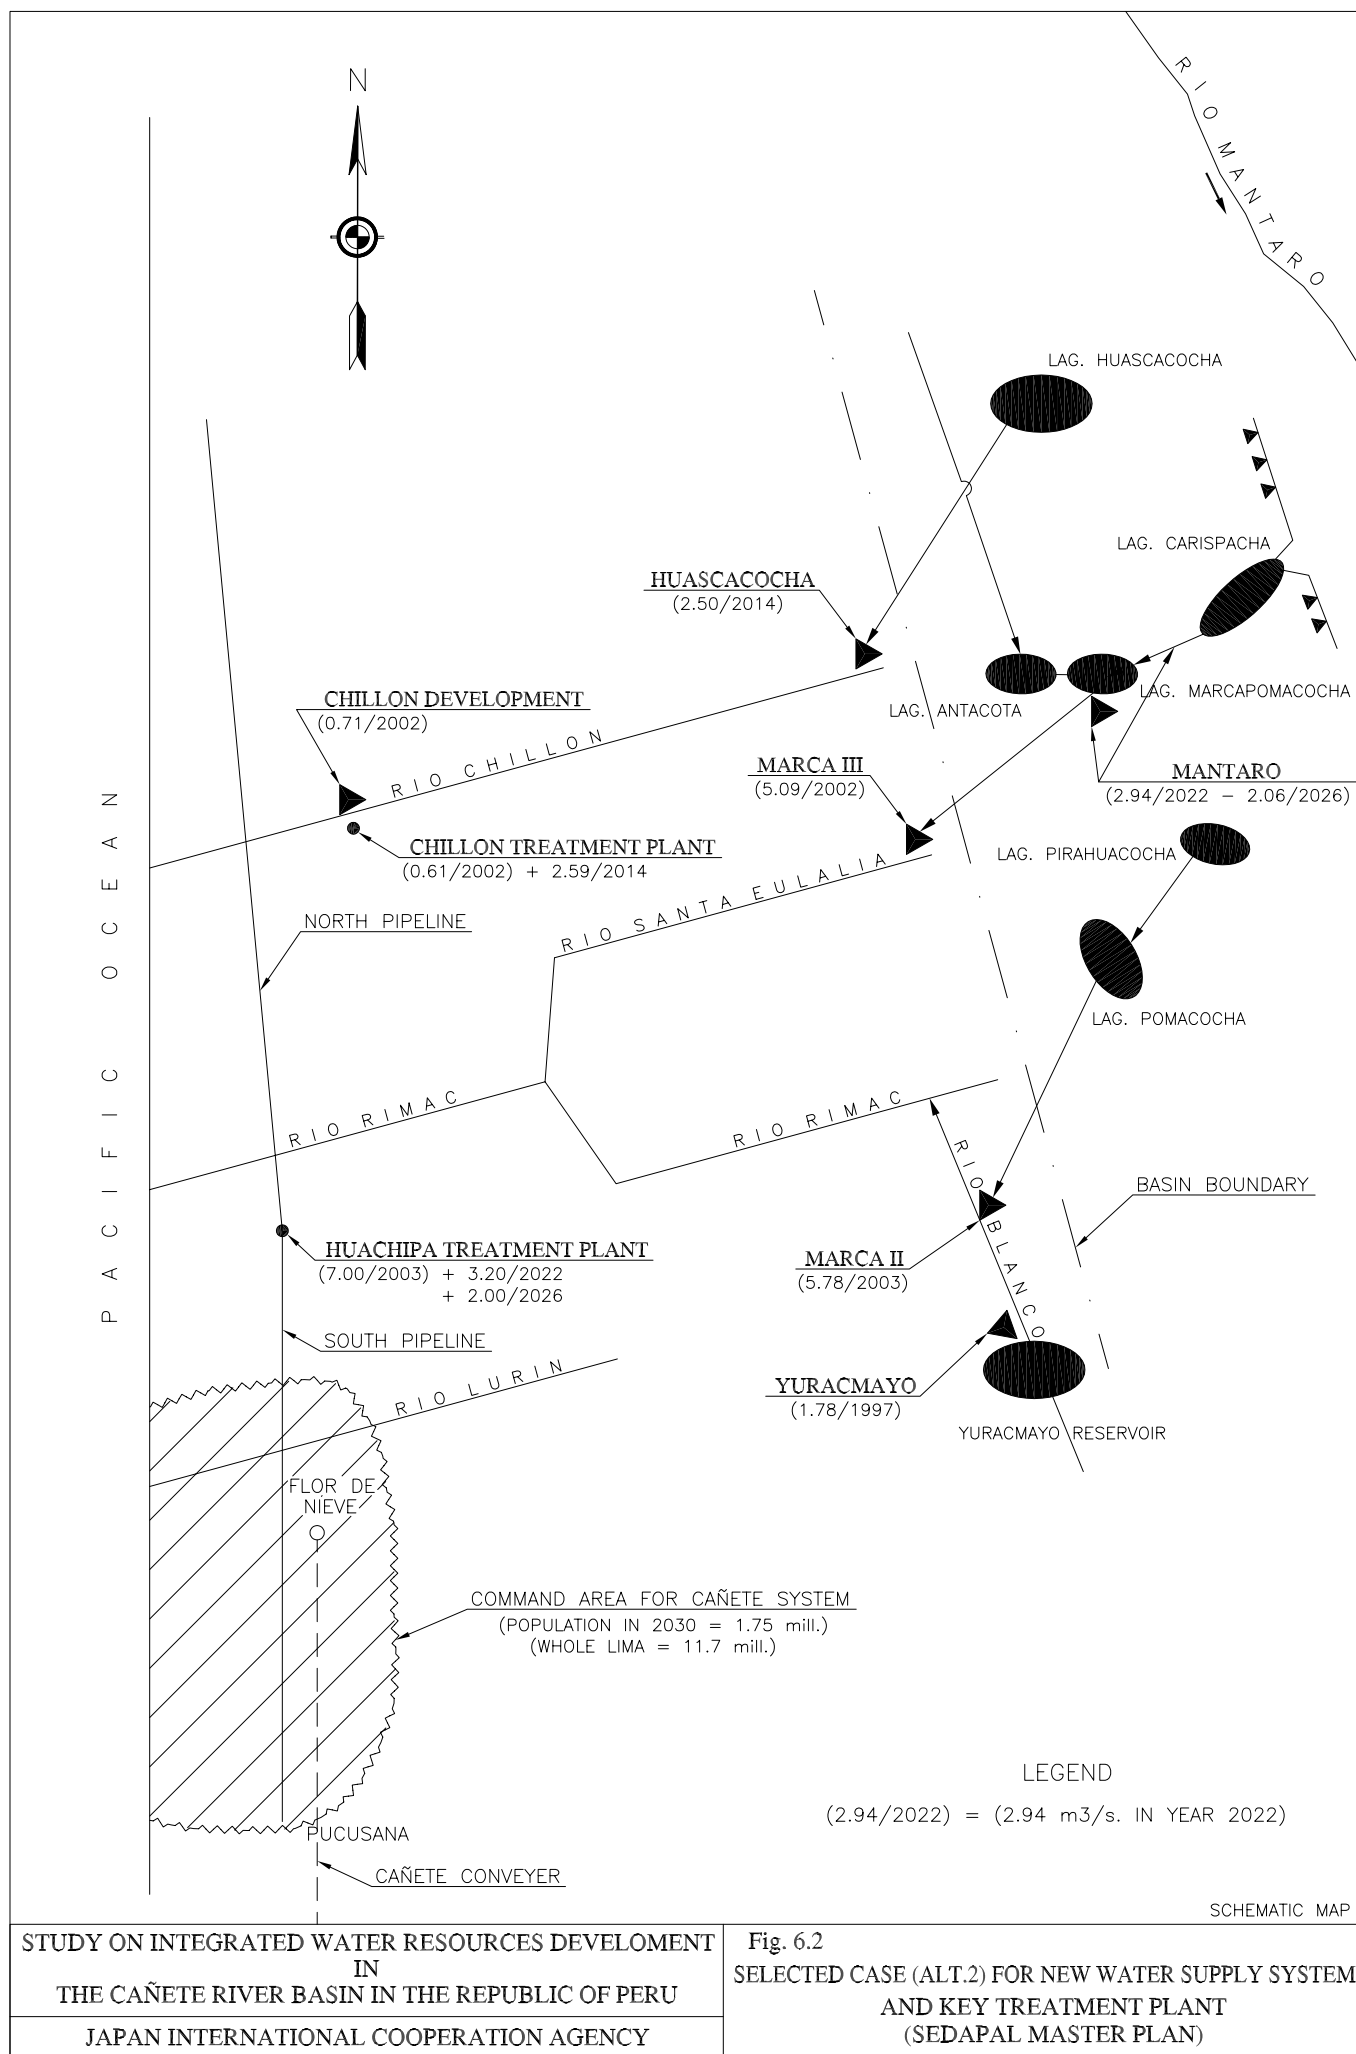 N
RIO MANTARO
LAG. HUASCACOCHA
LAG. CARISPACHA
HUASCACOCHA
(2.50/2014)
LAG. MARCAPOMACOCHA
LAG. ANTACOTA
CHILLON DEVELOPMENT
(0.71/2002)
RIO CHILLON
MARCA III
(5.09/2002)
MANTARO
(2.94/2022 - 2.06/2026)
PACIFIC OCEAN
CHILLON TREATMENT PLANT
(0.61/2002) + 2.59/2014
LAG. PIRAHUACOCHA
RIO SANTA EULALIA
NORTH PIPELINE
LAG. POMACOCHA
RIO RIMAC
RIO RIMAC
RIO BLANCO
BASIN BOUNDARY
HUACHIPA TREATMENT PLANT
(7.00/2003) + 3.20/2022
+ 2.00/2026
MARCA II
(5.78/2003)
SOUTH PIPELINE
RIO LURIN
YURACMAYO
(1.78/1997)
YURACMAYO RESERVOIR
FLOR DE
NIEVE
COMMAND AREA FOR CAÑETE SYSTEM
(POPULATION IN 2030 = 1.75 mill.)
(WHOLE LIMA = 11.7 mill.)
LEGEND
(2.94/2022) = (2.94 m3/s. IN YEAR 2022)
PUCUSANA
CAÑETE CONVEYER
SCHEMATIC MAP
STUDY ON INTEGRATED WATER RESOURCES DEVELOMENT
IN
THE CAÑETE RIVER BASIN IN THE REPUBLIC OF PERU
JAPAN INTERNATIONAL COOPERATION AGENCY
Fig. 6.2
SELECTED CASE (ALT.2) FOR NEW WATER SUPPLY SYSTEM
AND KEY TREATMENT PLANT
(SEDAPAL MASTER PLAN)